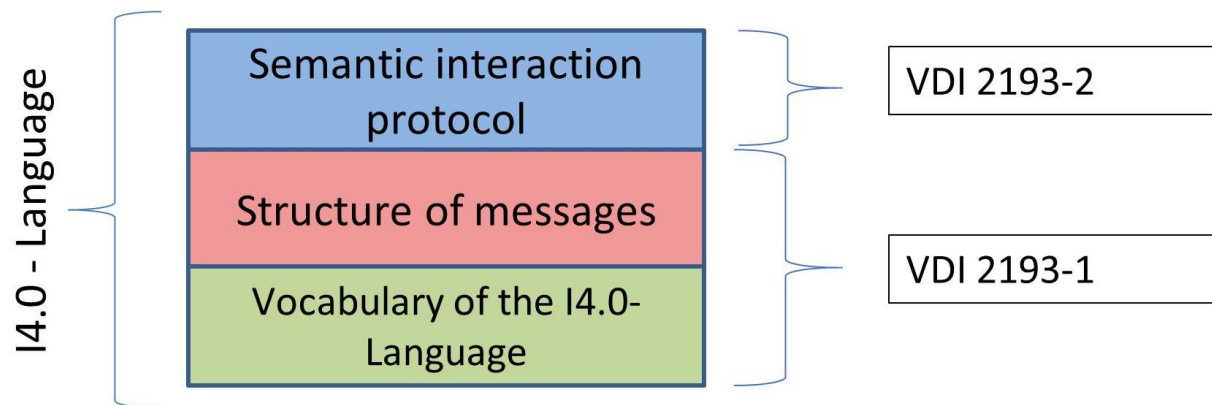 I4.0 - Language
Semantic interaction
protocol
Structure of messages
Vocabulary of the I4.0-
Language
VDI 2193-2
VDI 2193-1